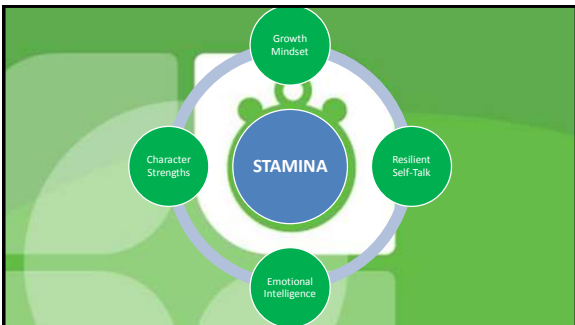 Growth
Mindset
Character
Strengths
STAMINA
Resilient
Self-Talk
Emotional
Intelligence